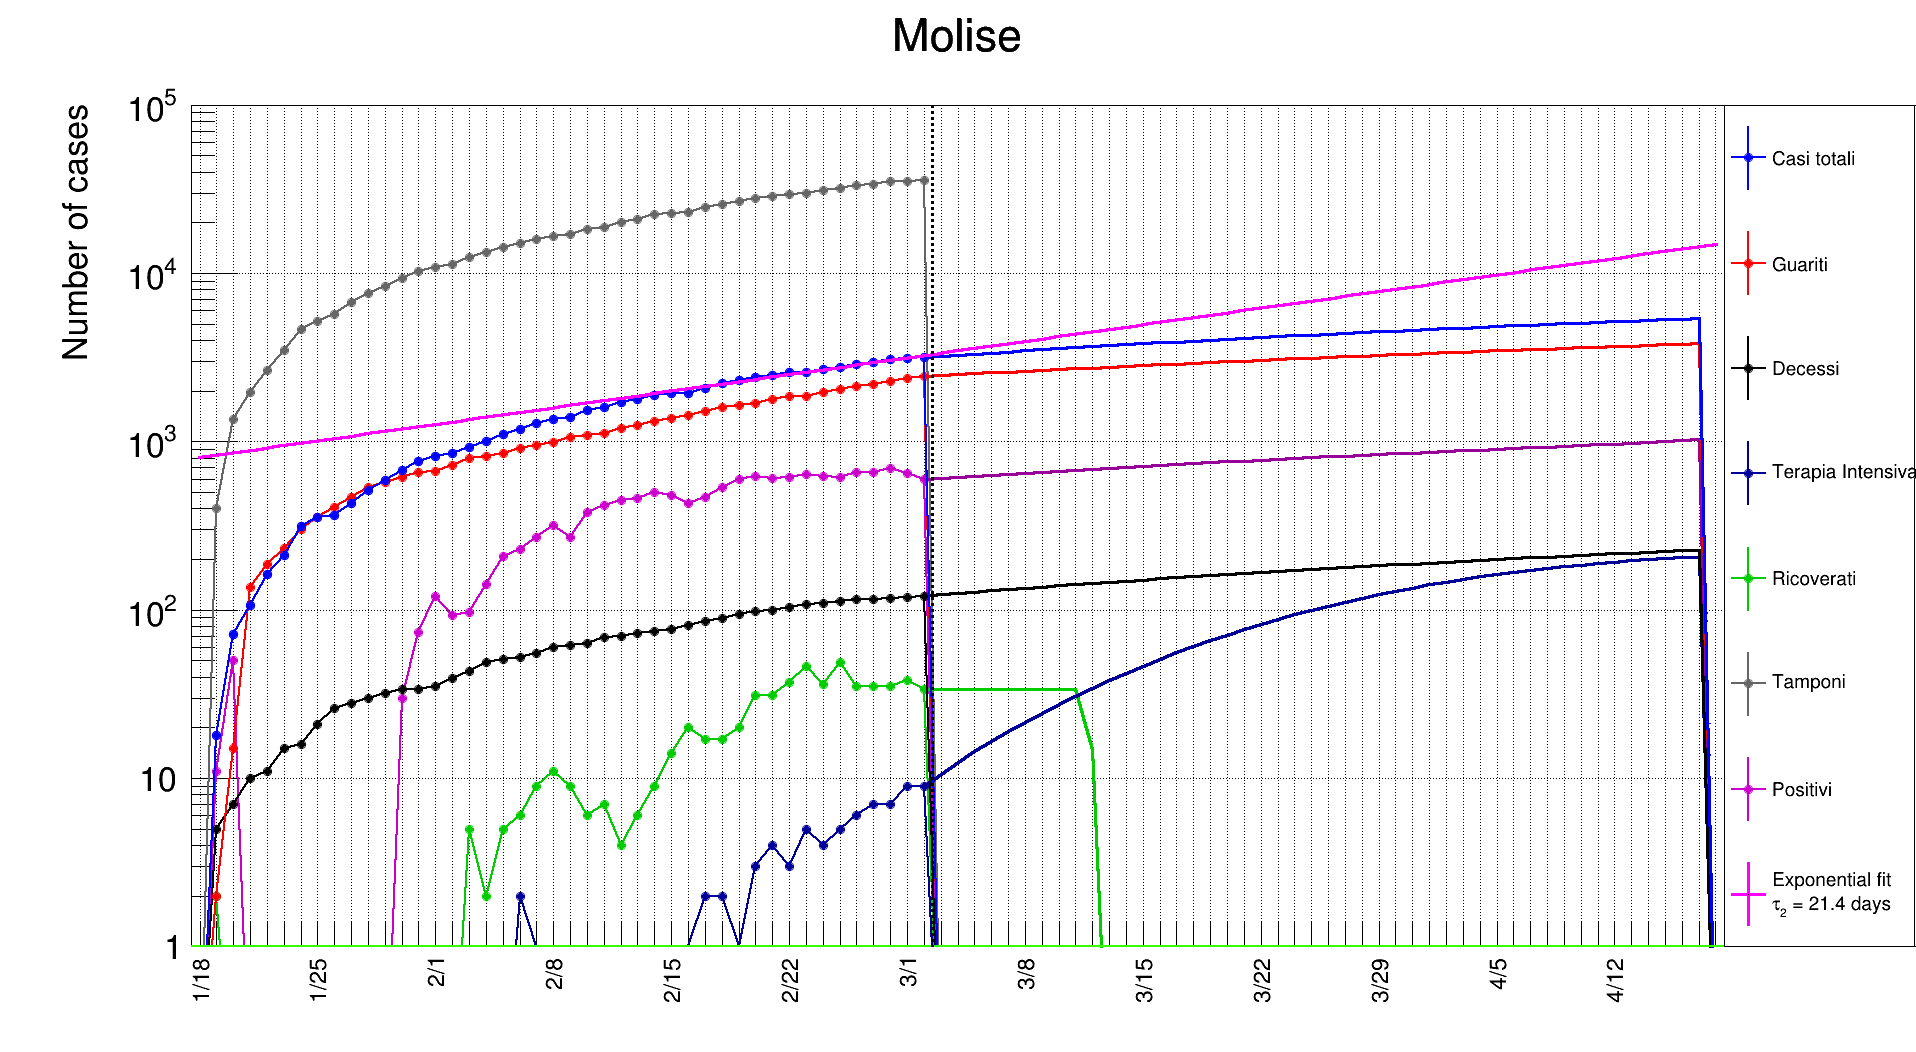 Molise
Number of cases
10^5
10^4
10^3
10^2
10
1
1/18
1/25
2/1
2/8
2/15
2/22
3/1
3/8
3/15
3/22
3/29
4/5
4/12
Casi totali
Guariti
Decessi
Terapia Intensiva
Ricoverati
Tamponi
Positivi
Exponential fit
τ₂ = 21.4 days